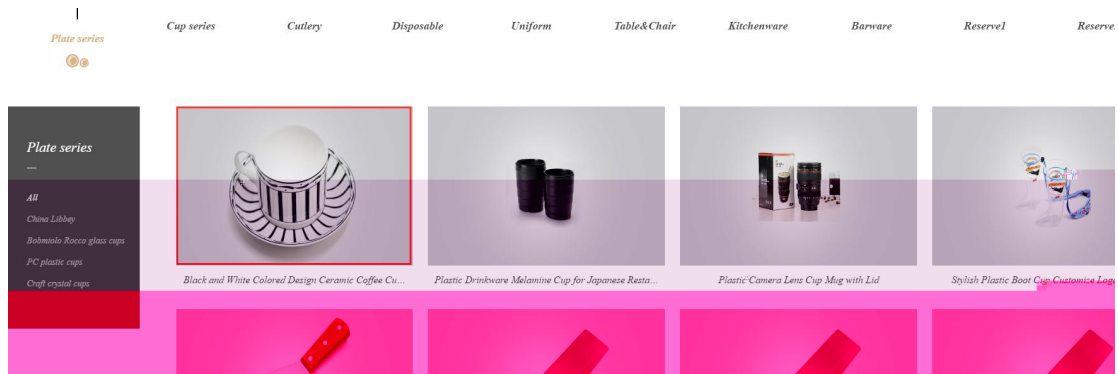 Plate series
Cup series
Cutlery
Disposable
Uniform
Table&Chair
Kitchenware
Barware
Reserve1
Reserve
Plate series
All
China Libbey
Bobmiolo Rocco glass cups
PC plastic cups
Craft crystal cups
Black and White Colored Design Ceramic Coffee Cu...
Plastic Drinkware Melamine Cup for Japanese Resta...
Plastic Camera Lens Cup Mug with Lid
Stylish Plastic Boot Cup Customize Logo